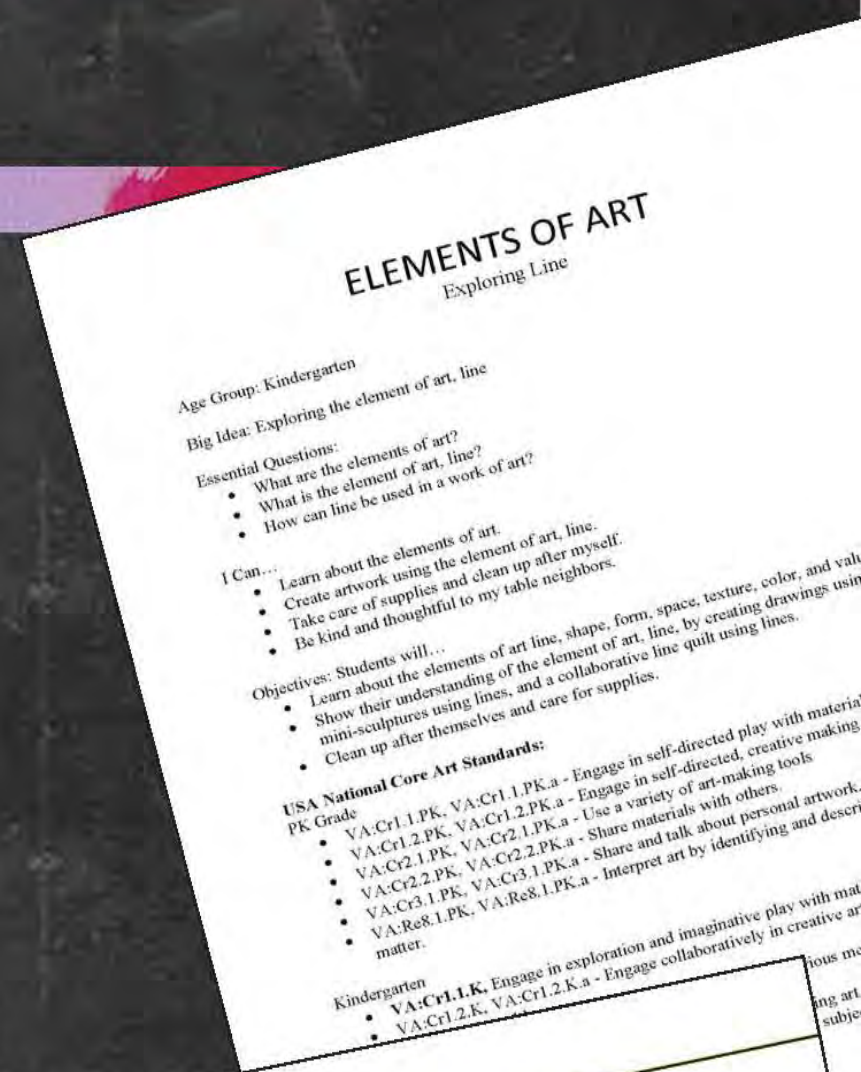 ELEMENTS OF ART
Exploring Line
Age Group: Kindergarten
Big Idea: Exploring the element of art, line
Essential Questions:
• What are the elements of art?
• What is the element of art, line?
• How can line be used in a work of art?
I Can…
• Learn about the elements of art.
• Create artwork using the element of art, line.
• Take care of supplies and clean up after myself.
• Be kind and thoughtful to my table neighbors.
Objectives: Students will…
• Learn about the elements of art line, shape, form, space, texture, color, and
• Show their understanding of the element of art, line, by creating drawings
mini-sculptures using lines, and a collaborative line quilt using lines.
• Clean up after themselves and care for supplies.
USA National Core Art Standards:
PK Grade
• VA:Cr1.1.PK, VA:Cr1.1.PK.a - Engage in self-directed play with
• VA:Cr1.2.PK, VA:Cr1.2.PK.a - Engage in self-directed, creative making
• VA:Cr2.1.PK, VA:Cr2.1.PK.a - Use a variety of art-making tools
• VA:Cr2.2.PK, VA:Cr2.2.PK.a - Share materials with others.
• VA:Cr3.1.PK, VA:Cr3.1.PK.a - Share and talk about personal artwork.
• VA:Re8.1.PK, VA:Re8.1.PK.a - Interpret art by identifying and
matter.
Kindergarten
• VA:Cr1.1.K, Engage in exploration and imaginative play with
• VA:Cr1.2.K, VA:Cr1.2.K.a - Engage collaboratively in creative